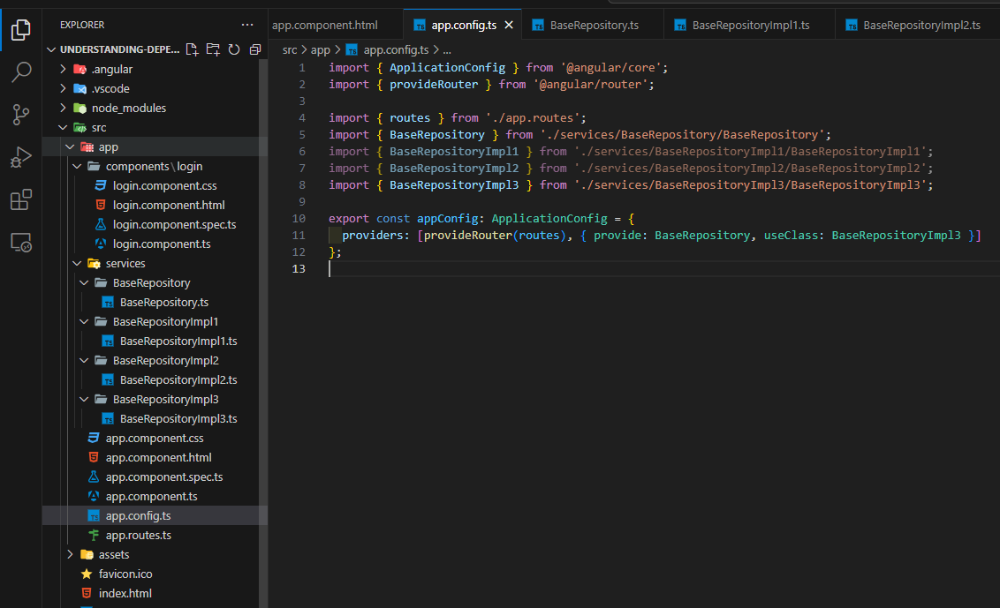 EXPLORER
UNDERSTANDING-DEPE...
.angular
.vscode
node_modules
src
app
components\login
login.component.css
login.component.html
login.component.spec.ts
login.component.ts
services
BaseRepository
BaseRepository.ts
BaseRepositoryImpl1
BaseRepositoryImpl1.ts
BaseRepositoryImpl2
BaseRepositoryImpl2.ts
BaseRepositoryImpl3
BaseRepositoryImpl3.ts
app.component.css
app.component.html
app.component.spec.ts
app.component.ts
app.config.ts
app.routes.ts
assets
favicon.ico
index.html
app.component.html app.config.ts BaseRepository.ts BaseRepositoryImpl1.ts BaseRepositoryImpl2.ts
src > app > app.config.ts > ...
1 import { ApplicationConfig } from '@angular/core';
2 import { provideRouter } from '@angular/router';
3
4 import { routes } from './app.routes';
5 import { BaseRepository } from './services/BaseRepository/BaseRepository';
6 import { BaseRepositoryImpl1 } from './services/BaseRepositoryImpl1/BaseRepositoryImpl1';
7 import { BaseRepositoryImpl2 } from './services/BaseRepositoryImpl2/BaseRepositoryImpl2';
8 import { BaseRepositoryImpl3 } from './services/BaseRepositoryImpl3/BaseRepositoryImpl3';
9
10 export const appConfig: ApplicationConfig = {
11 providers: [provideRouter(routes), { provide: BaseRepository, useClass: BaseRepositoryImpl3 }]
12 };
13